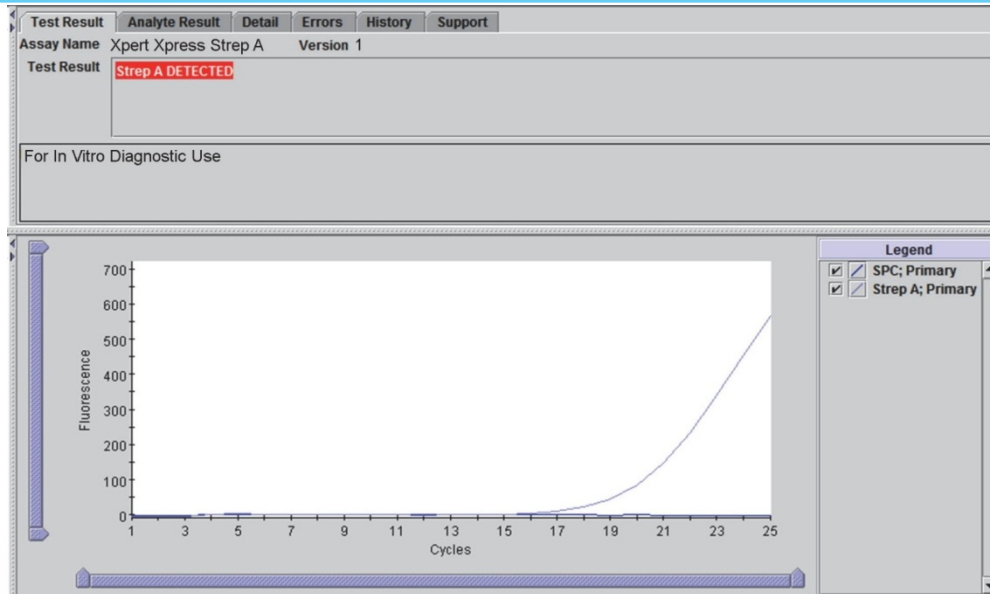 Test Result Analyte Result Detail Errors History Support
Assay Name Xpert Xpress Strep A Version 1
Test Result Strep A DETECTED
For In Vitro Diagnostic Use
Legend
SPC; Primary
Strep A; Primary
700
600
500
400
300
200
100
0
Fluorescence
1 3 5 7 9 11 13 15 17 19 21 23 25
Cycles